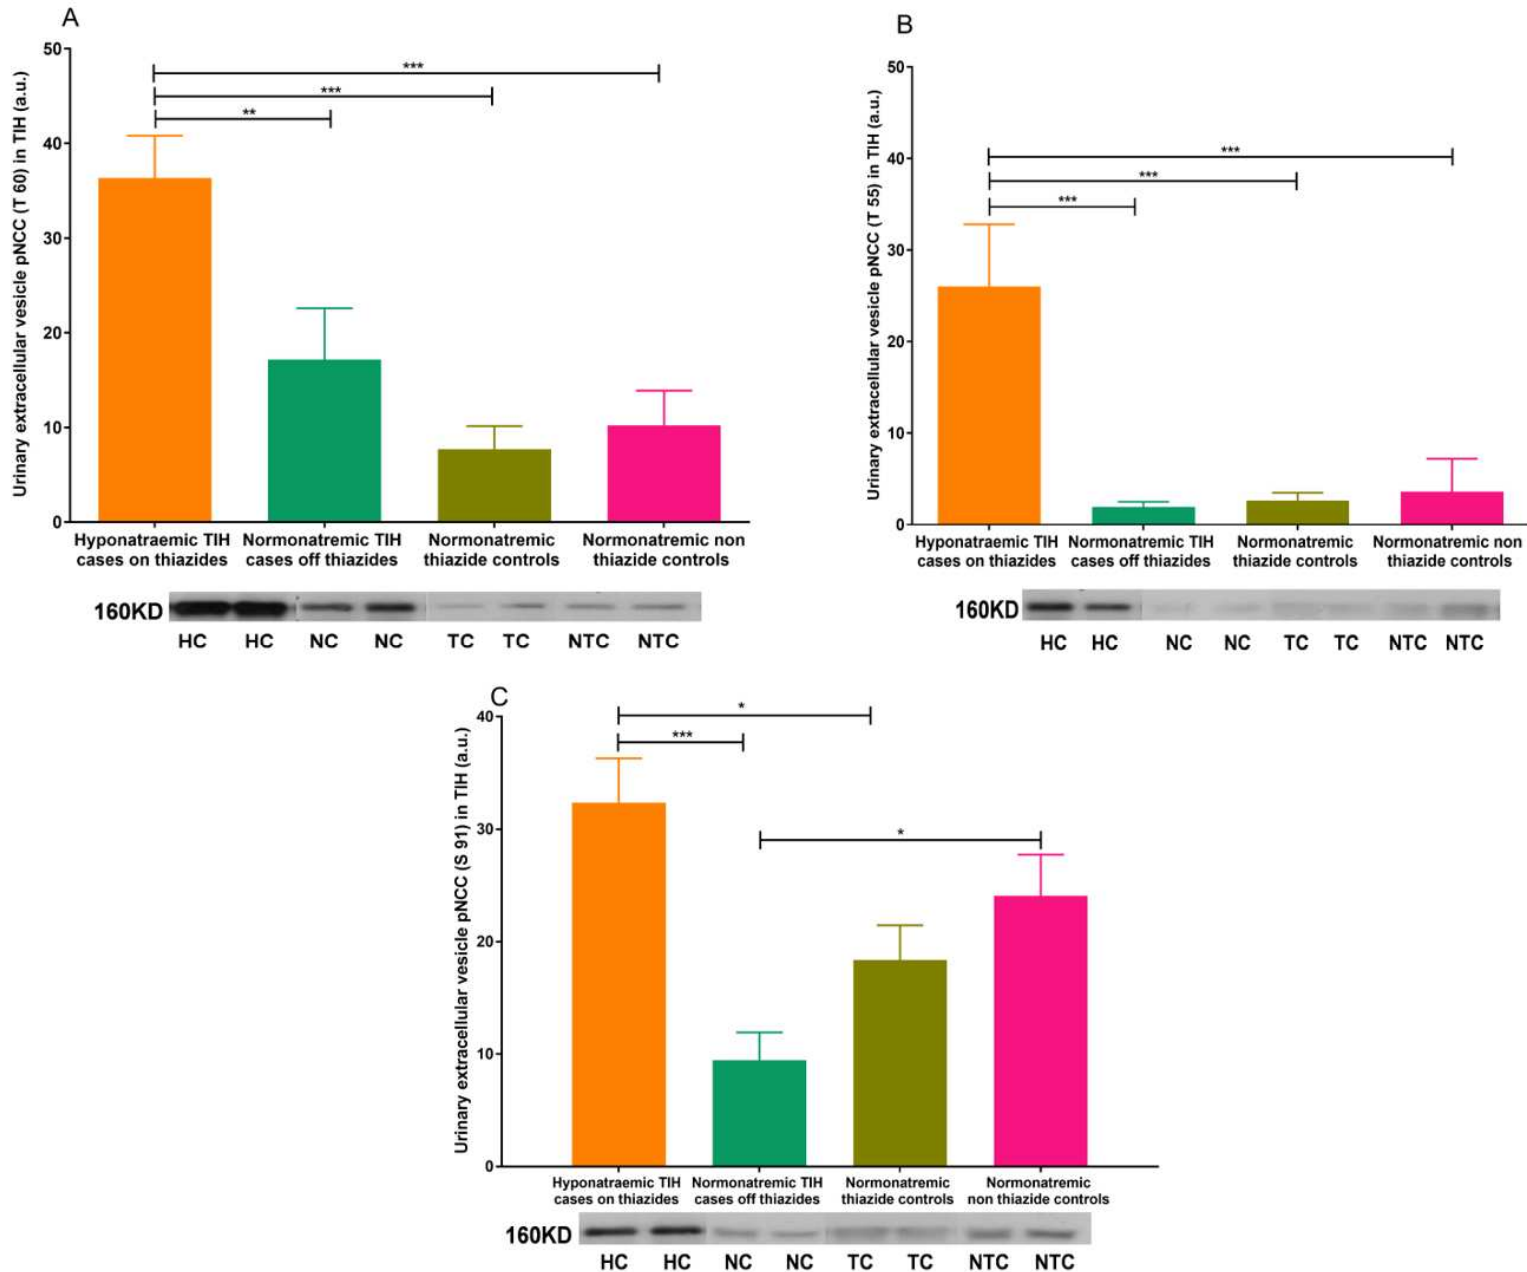 A
Urinary extracellular vesicle pNCC (T 60) in TIH (a.u.)
50
40
30
20
10
0
***
***
**
Hyponatraemic TIH
cases on thiazides
Normonatremic TIH
cases off thiazides
Normonatremic
thiazide controls
Normonatremic non
thiazide controls
160KD
HC HC NC NC TC TC NTC NTC
B
Urinary extracellular vesicle pNCC (T 55) in TIH (a.u.)
50
40
30
20
10
0
***
***
***
Hyponatraemic TIH
cases on thiazides
Normonatremic TIH
cases off thiazides
Normonatremic
thiazide controls
Normonatremic non
thiazide controls
160KD
HC HC NC NC TC TC NTC NTC
C
Urinary extracellular vesicle pNCC (S 91) in TIH (a.u.)
40
30
20
10
0
*
***
*
Hyponatraemic TIH
cases on thiazides
Normonatremic TIH
cases off thiazides
Normonatremic
thiazide controls
Normonatremic
non thiazide controls
160KD
HC HC NC NC TC TC NTC NTC